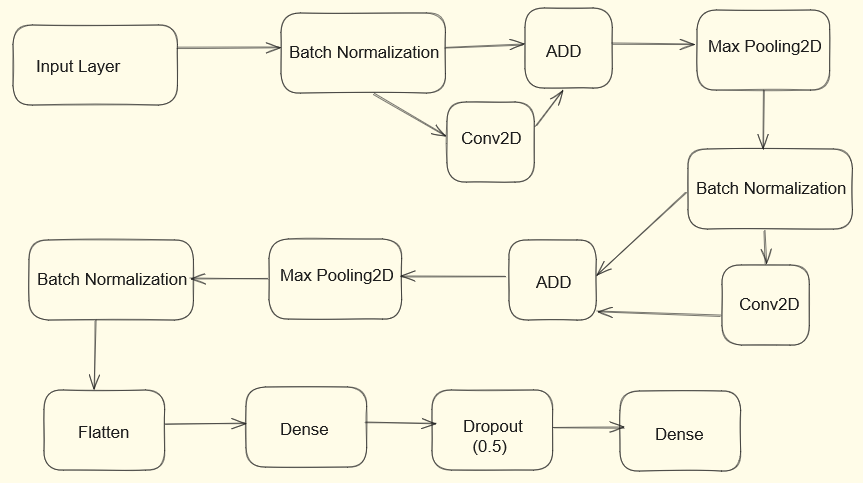 Input Layer
Batch Normalization
ADD
Max Pooling2D
Conv2D
Batch Normalization
Conv2D
ADD
Max Pooling2D
Batch Normalization
Flatten
Dense
Dropout
(0.5)
Dense